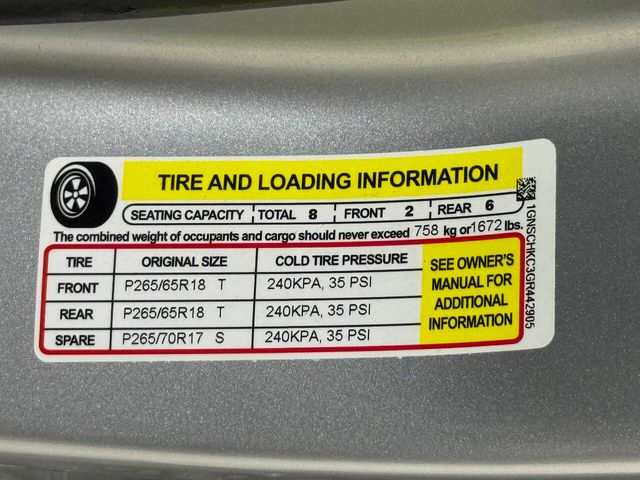 TIRE AND LOADING INFORMATION
SEATING CAPACITY TOTAL 8 FRONT 2 REAR 6
The combined weight of occupants and cargo should never exceed 758 kg or 1672 lbs.
TIRE ORIGINAL SIZE COLD TIRE PRESSURE
FRONT P265/65R18 T 240KPA, 35 PSI
REAR P265/65R18 T 240KPA, 35 PSI
SPARE P265/70R17 S 240KPA, 35 PSI
SEE OWNER'S
MANUAL FOR
ADDITIONAL
INFORMATION
1GNSCHKC3GR442905